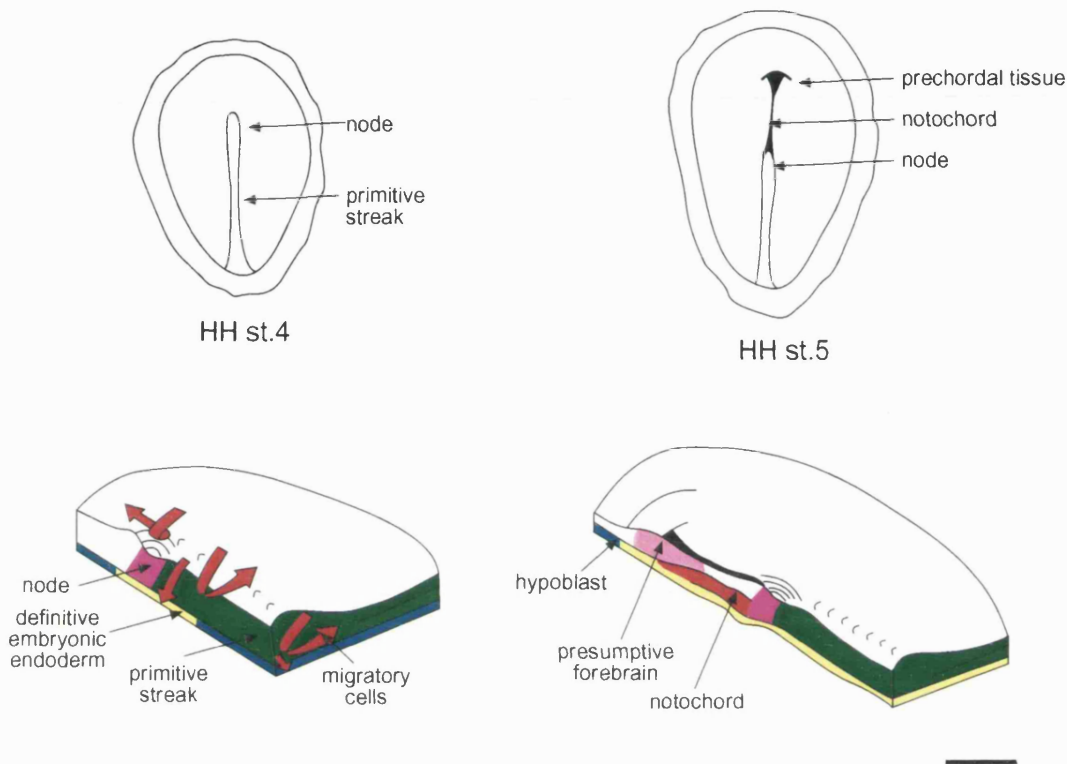 node
primitive
streak
HH st.4
prechordal tissue
notochord
node
HH st.5
node
definitive
embryonic
endoderm
primitive
streak
migratory
cells
hypoblast
presumptive
forebrain
notochord